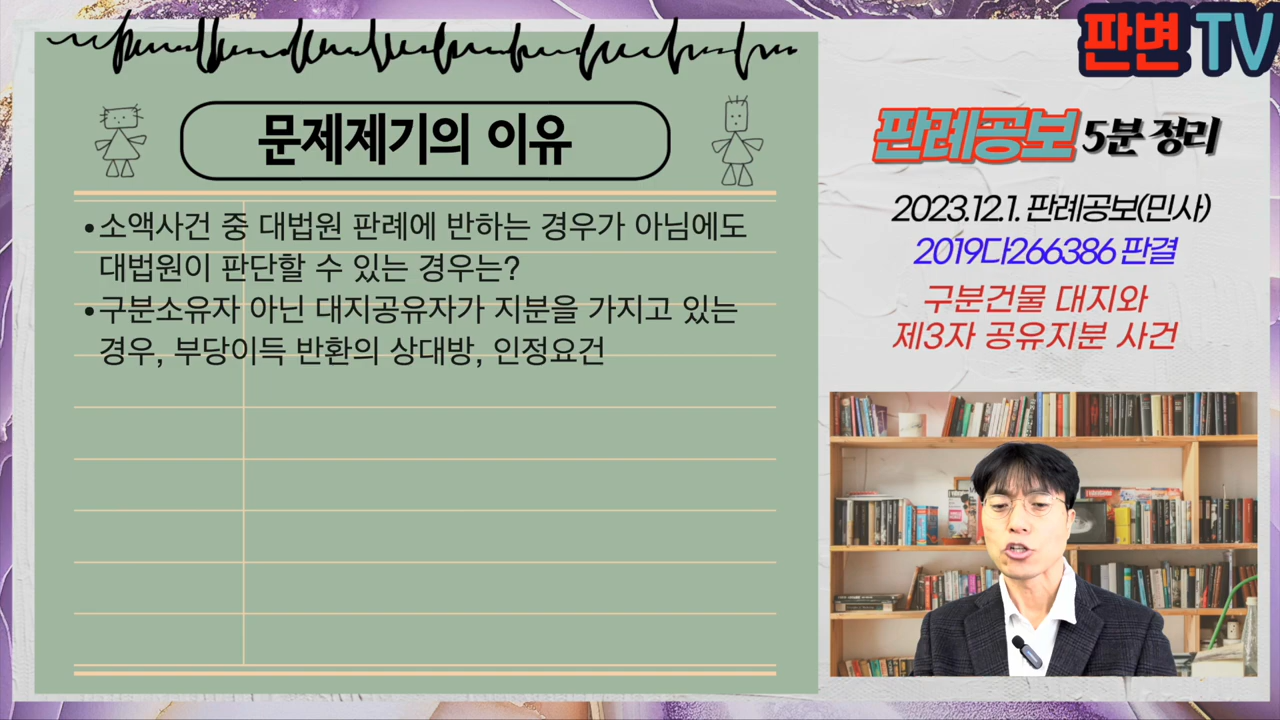 판변 TV
문제제기의 이유
•소액사건 중 대법원 판례에 반하는 경우가 아님에도
대법원이 판단할 수 있는 경우는?
•구분소유자 아닌 대지공유자가 지분을 가지고 있는
경우, 부당이득 반환의 상대방, 인정요건
판례공보 5분 정리
2023.12.1. 판례공보(민사)
2019다266386 판결
구분건물 대지와
제3자 공유지분 사건